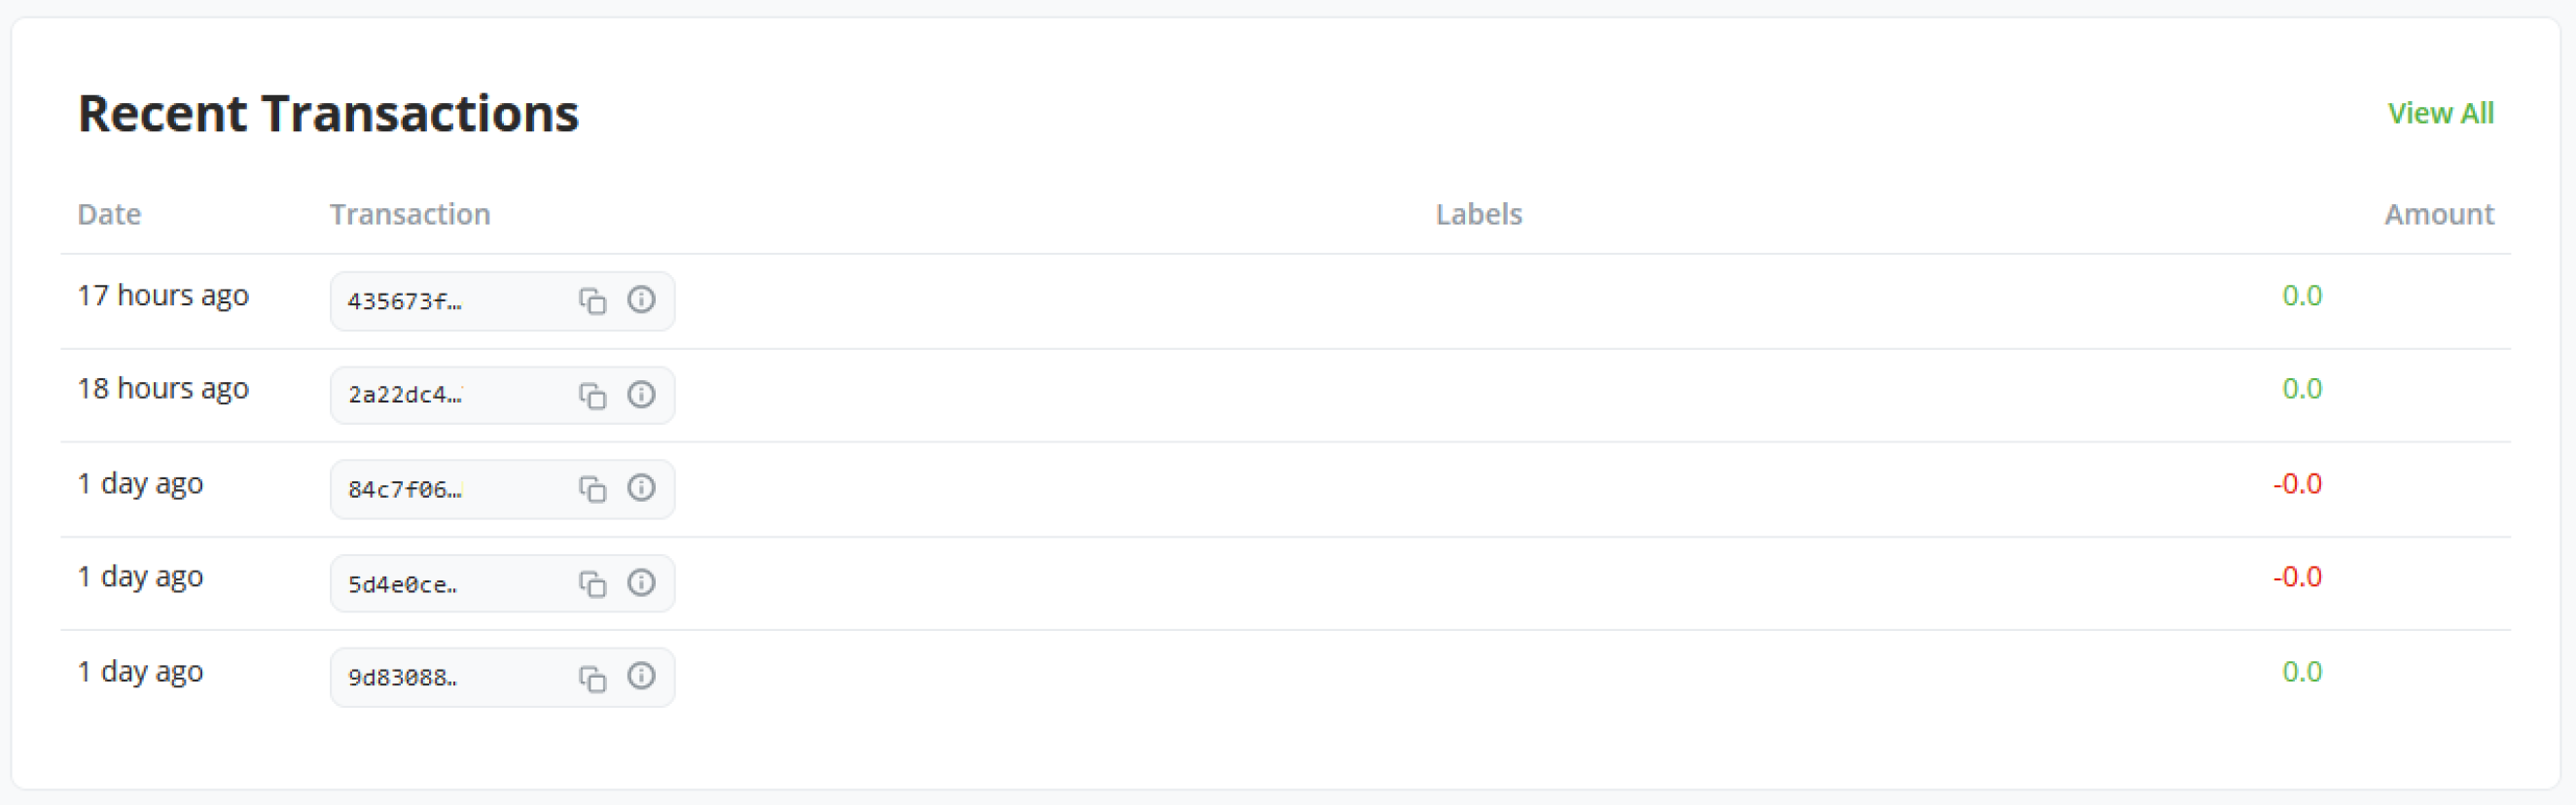 Recent Transactions View All
Date Transaction Labels Amount
17 hours ago 435673f… 0.0
18 hours ago 2a22dc4… 0.0
1 day ago 84c7f06… -0.0
1 day ago 5d4e0ce.. -0.0
1 day ago 9d83088.. 0.0